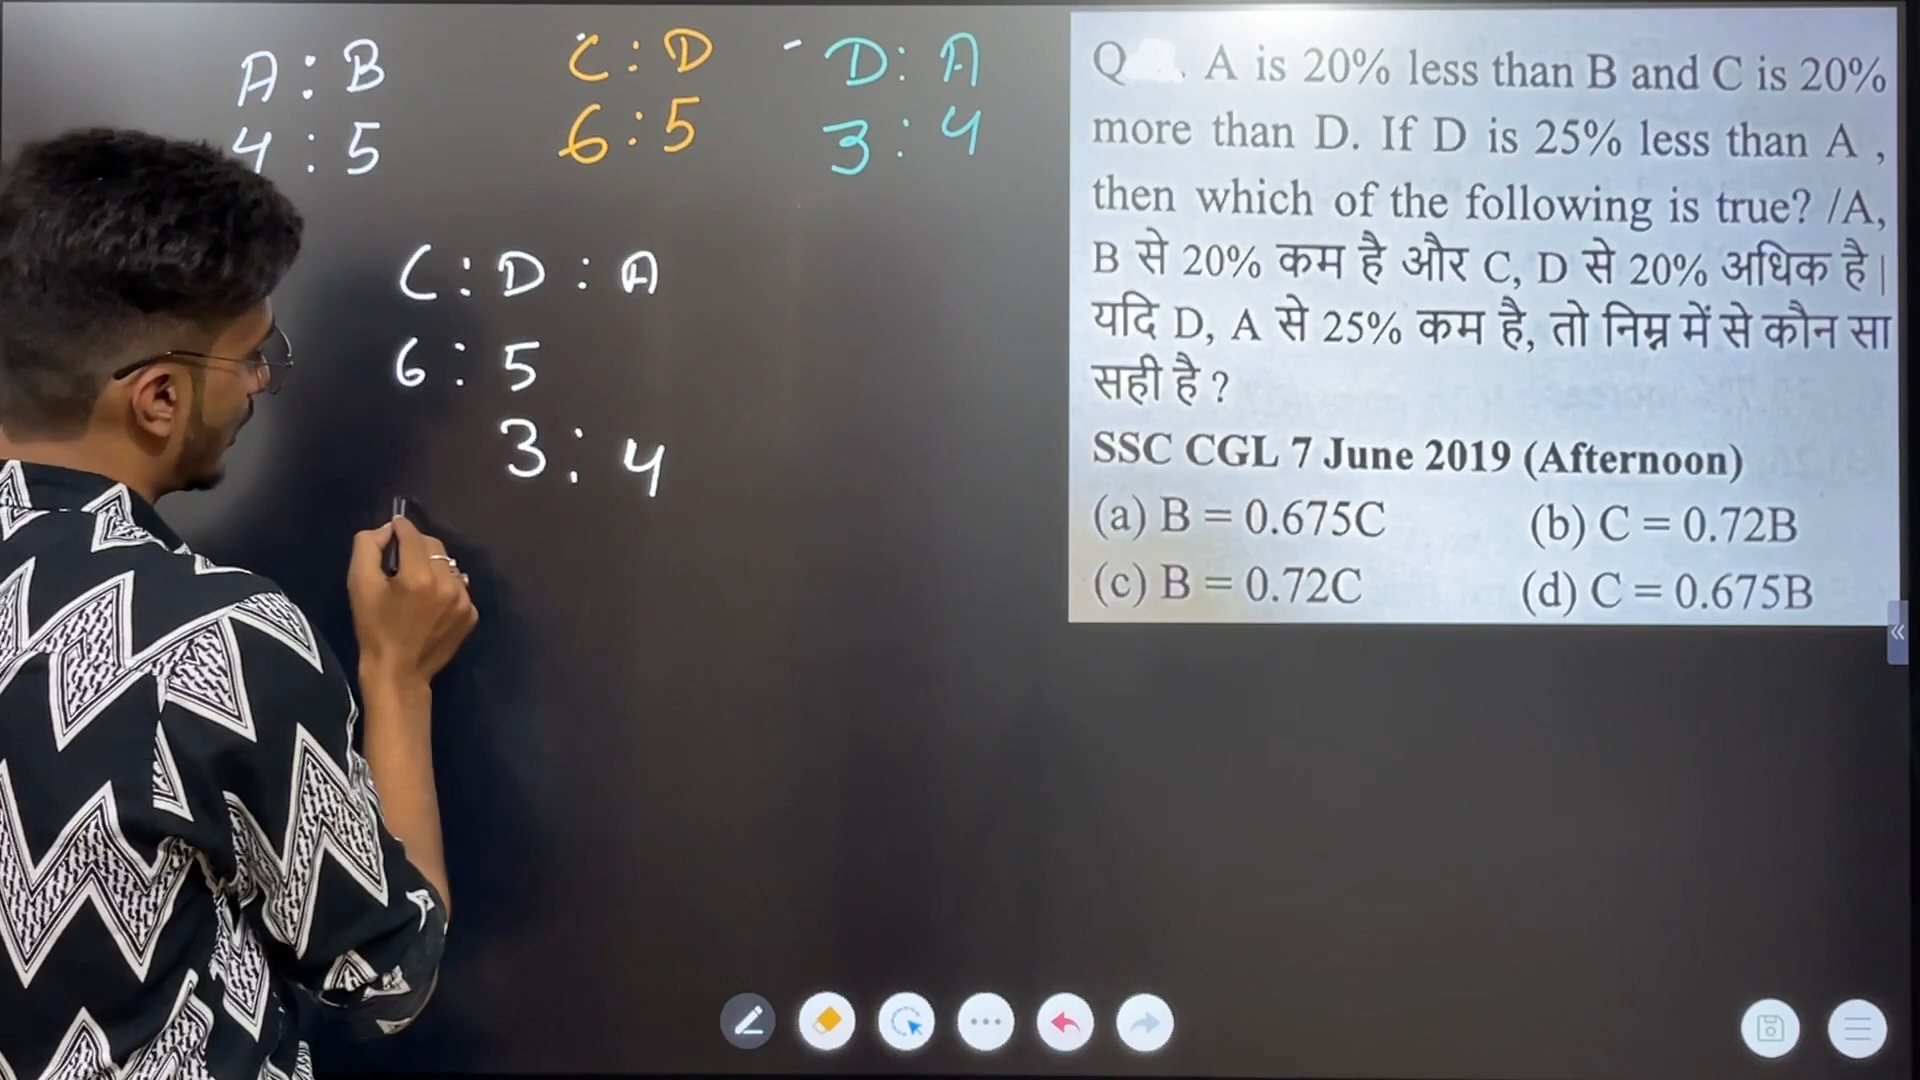 A : B
4 : 5
C : D
6 : 5
D : A
3 : 4
C : D : A
6 : 5
3 : 4
Q . A is 20% less than B and C is 20%
more than D. If D is 25% less than A ,
then which of the following is true? /A,
B से 20% कम है और C, D से 20% अधिक है|
यदि D, A से 25% कम है, तो निम्न में से कौन सा
सही है ?
SSC CGL 7 June 2019 (Afternoon)
(a) B = 0.675C (b) C = 0.72B
(c) B = 0.72C (d) C = 0.675B